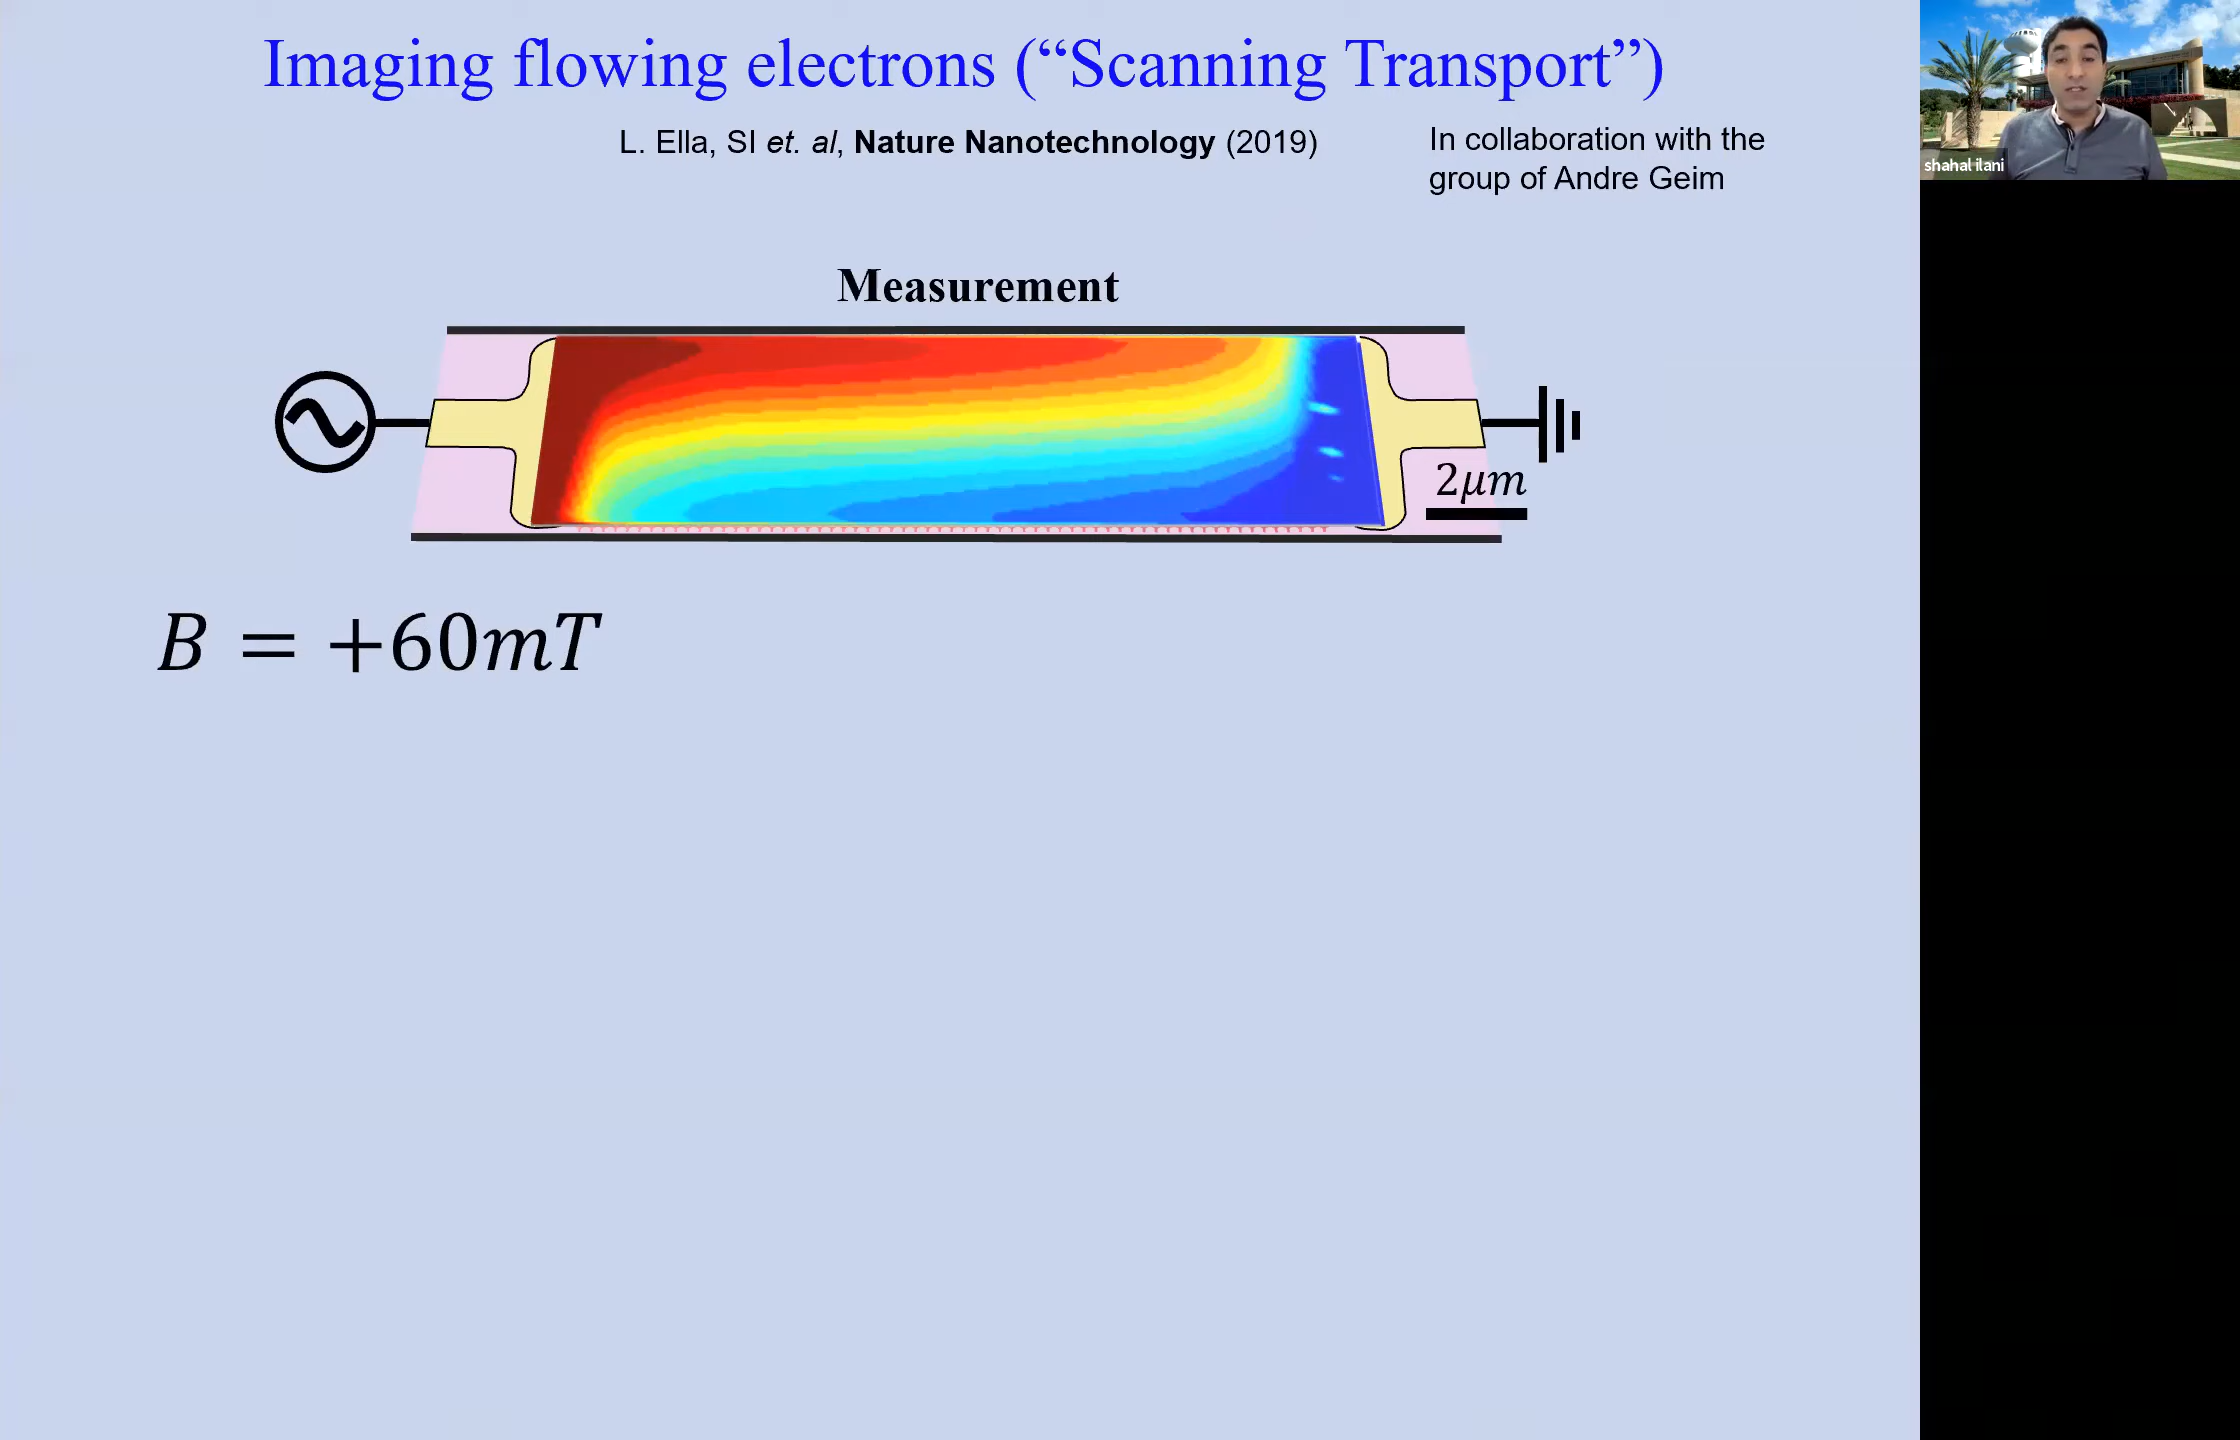 Imaging flowing electrons (“Scanning Transport”)
L. Ella, SI et. al, Nature Nanotechnology (2019)
In collaboration with the
group of Andre Geim
shahal ilani
Measurement
2μm
B = +60mT